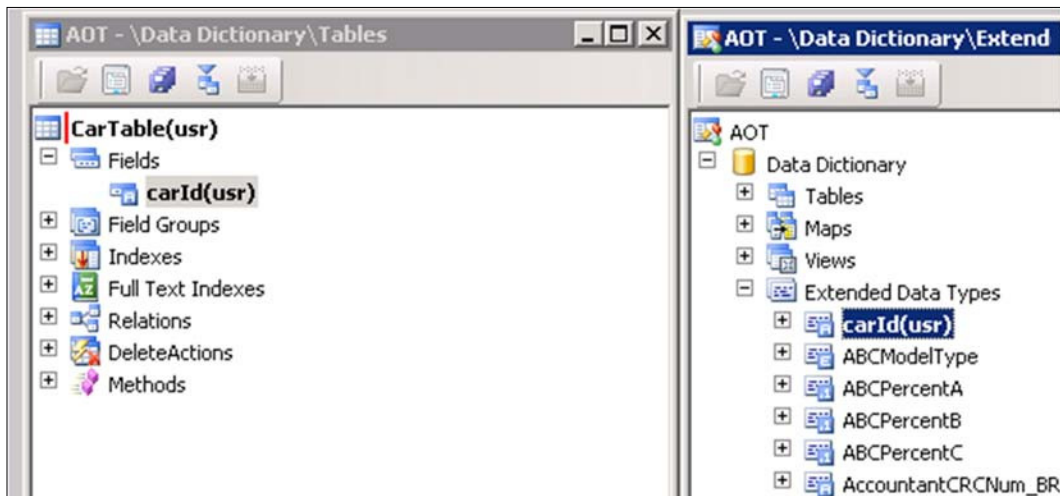 AOT - \Data Dictionary\Tables
CarTable(usr)
Fields
carId(usr)
Field Groups
Indexes
Full Text Indexes
Relations
DeleteActions
Methods
AOT - \Data Dictionary\Extend
AOT
Data Dictionary
Tables
Maps
Views
Extended Data Types
carId(usr)
ABCModelType
ABCPercentA
ABCPercentB
ABCPercentC
AccountantCRCNum_BR